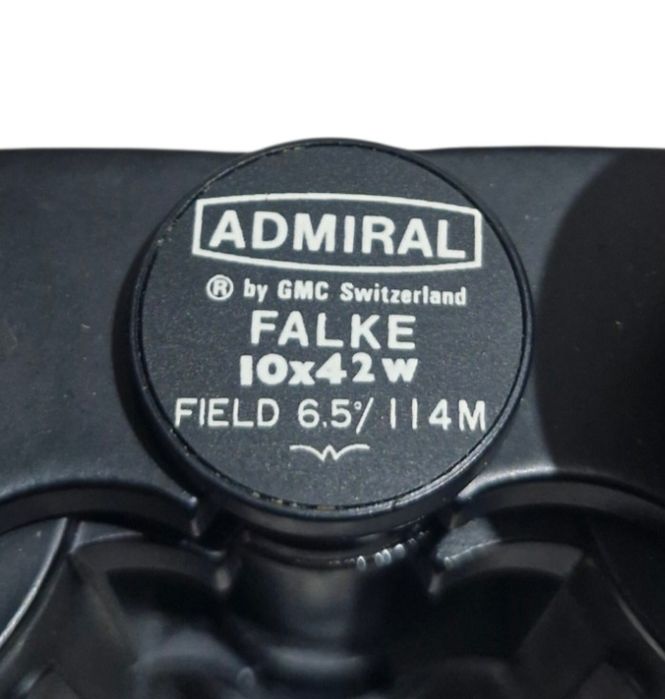 ADMIRAL
® by GMC Switzerland
FALKE
10x42w
FIELD 6.5°/114M